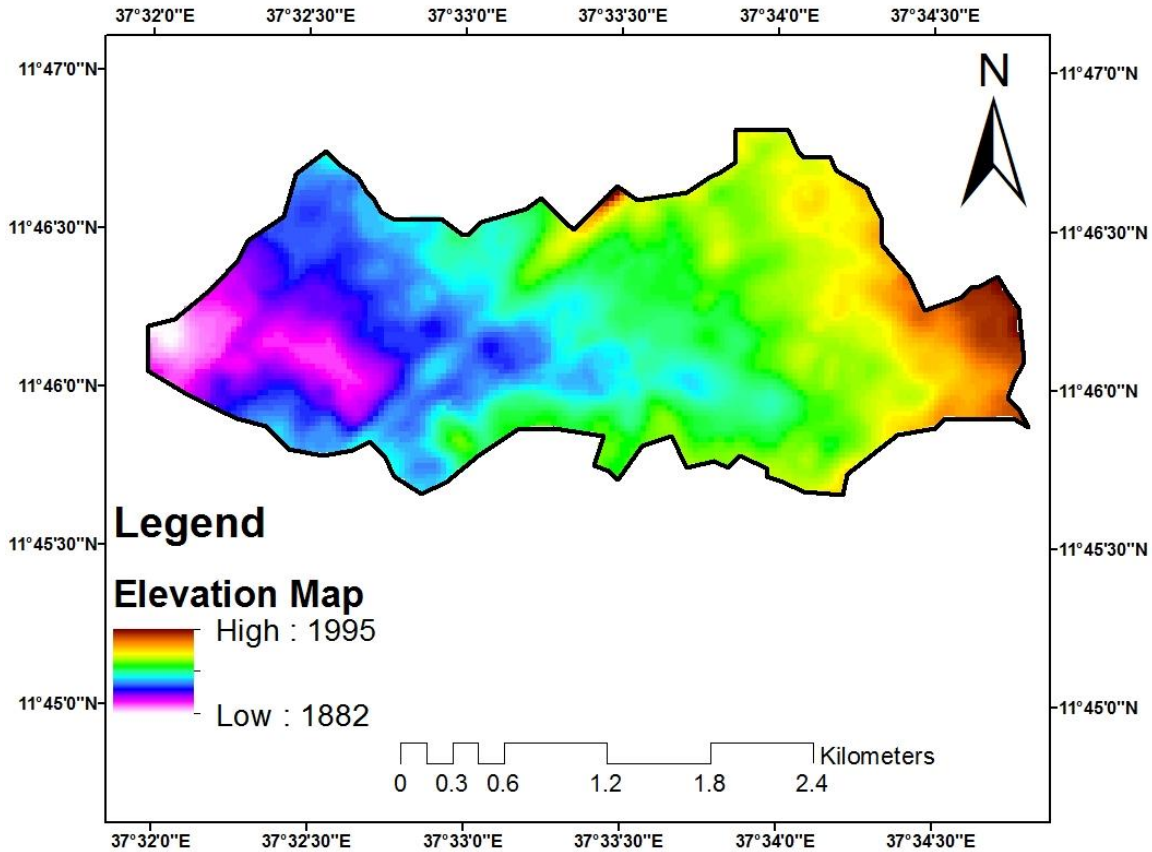 37°32'0"E 37°32'30"E 37°33'0"E 37°33'30"E 37°34'0"E 37°34'30"E
N
11°47'0"N 11°47'0"N
11°46'30"N 11°46'30"N
11°46'0"N 11°46'0"N
Legend
11°45'30"N 11°45'30"N
Elevation Map
High : 1995
Low : 1882
11°45'0"N 11°45'0"N
Kilometers
0 0.3 0.6 1.2 1.8 2.4
37°32'0"E 37°32'30"E 37°33'0"E 37°33'30"E 37°34'0"E 37°34'30"E